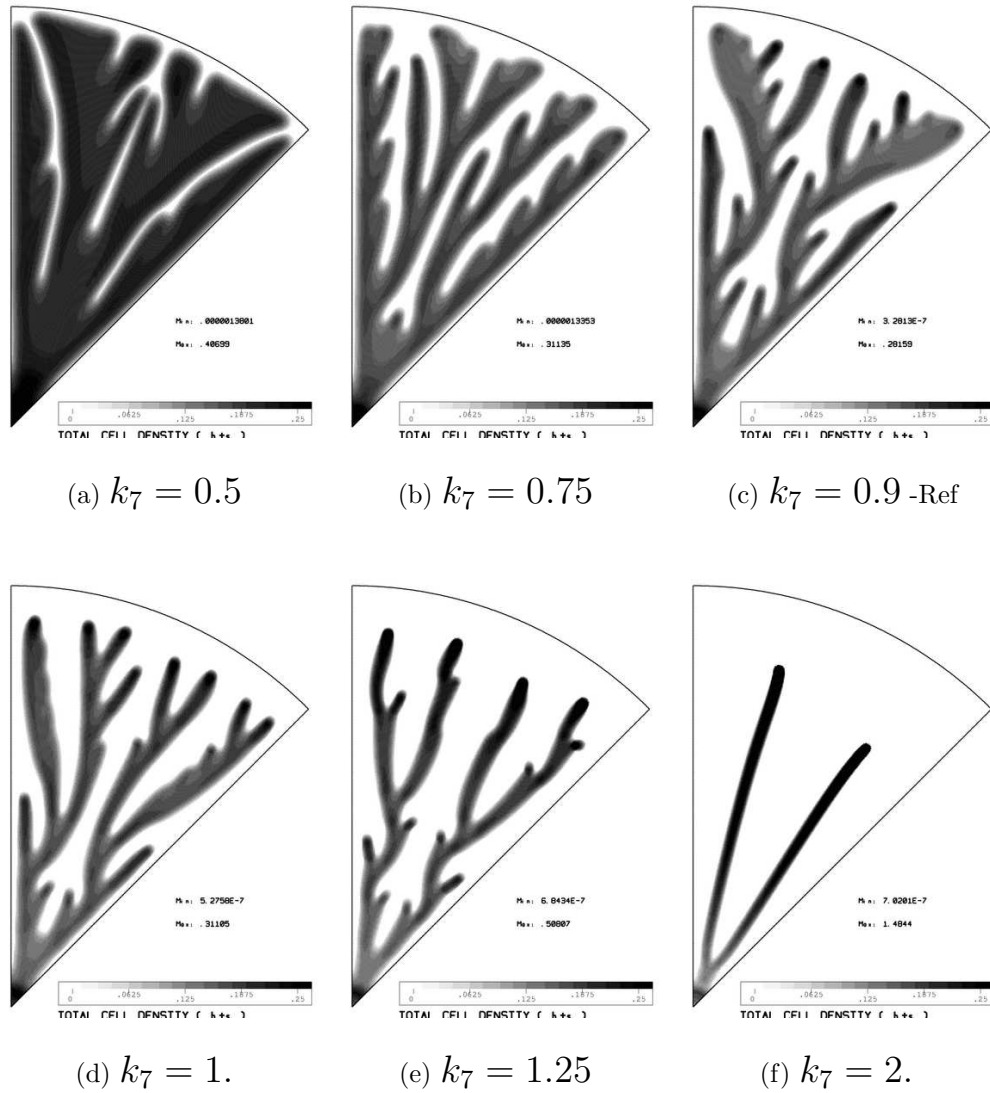 Min: .0000013801
Max: .40699
0 .0625 .125 .1875 .25
TOTAL CELL DENSITY ( b+s )
(a) k₇ = 0.5
Min: .0000013353
Max: .31135
0 .0625 .125 .1875 .25
TOTAL CELL DENSITY ( b+s )
(b) k₇ = 0.75
Min: 3.2813E-7
Max: .28159
0 .0625 .125 .1875 .25
TOTAL CELL DENSITY ( b+s )
(c) k₇ = 0.9 -Ref
Min: 5.2758E-7
Max: .31105
0 .0625 .125 .1875 .25
TOTAL CELL DENSITY ( b+s )
(d) k₇ = 1.
Min: 6.8434E-7
Max: .50807
0 .0625 .125 .1875 .25
TOTAL CELL DENSITY ( b+s )
(e) k₇ = 1.25
Min: 7.0201E-7
Max: 1.4844
0 .0625 .125 .1875 .25
TOTAL CELL DENSITY ( b+s )
(f) k₇ = 2.